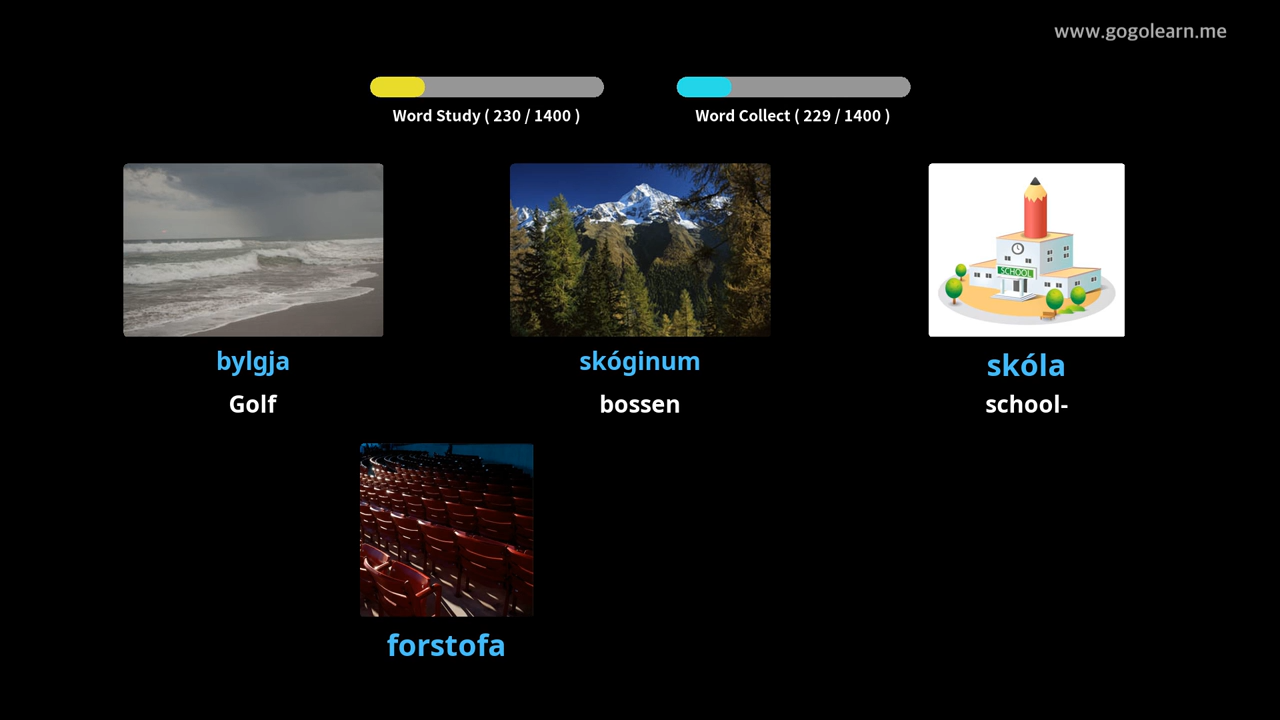 www.gogolearn.me
Word Study ( 230 / 1400 )
Word Collect ( 229 / 1400 )
SCHOOL
bylgja
skóginum
skóla
Golf
bossen
school-
forstofa